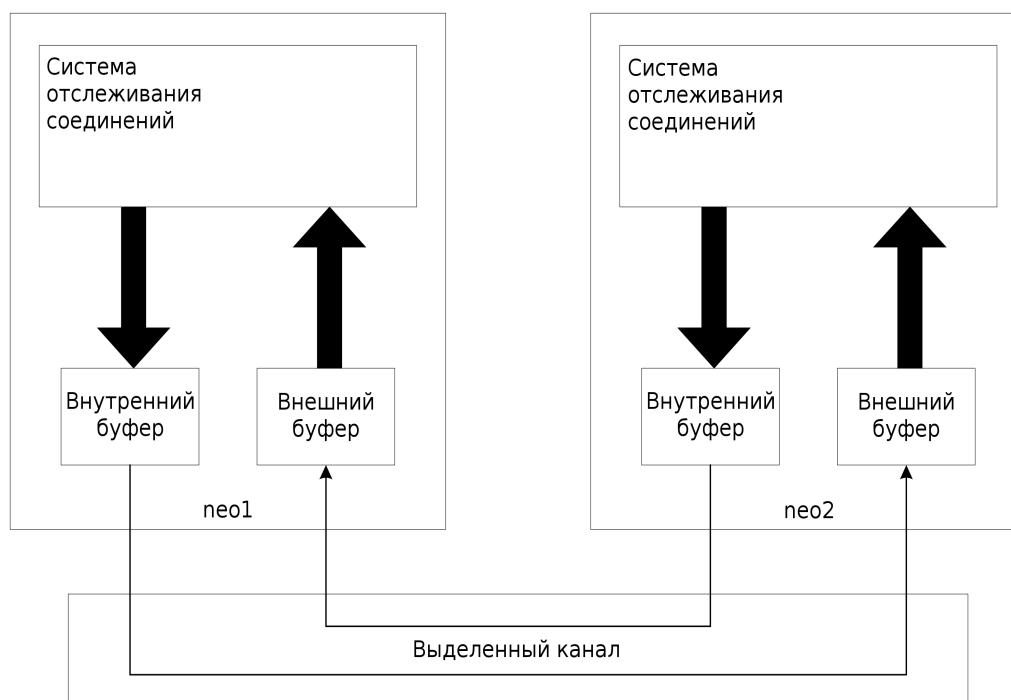 Система
отслеживания
соединений
Внутренний
буфер
Внешний
буфер
neo1
Система
отслеживания
соединений
Внутренний
буфер
Внешний
буфер
neo2
Выделенный канал